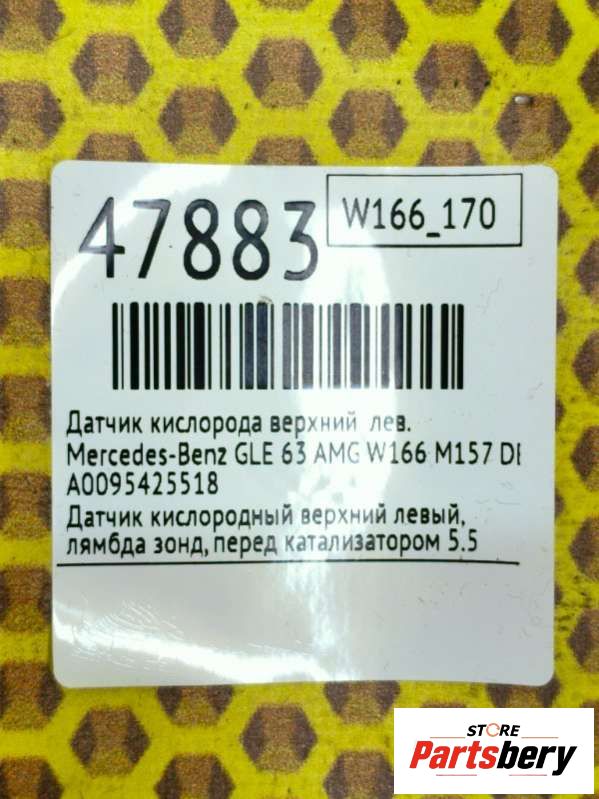 47883
W166_170
Датчик кислорода верхний лев.
Mercedes-Benz GLE 63 AMG W166 M157 DE
A0095425518
Датчик кислородный верхний левый,
лямбда зонд, перед катализатором 5.5
STORE
Partsbery